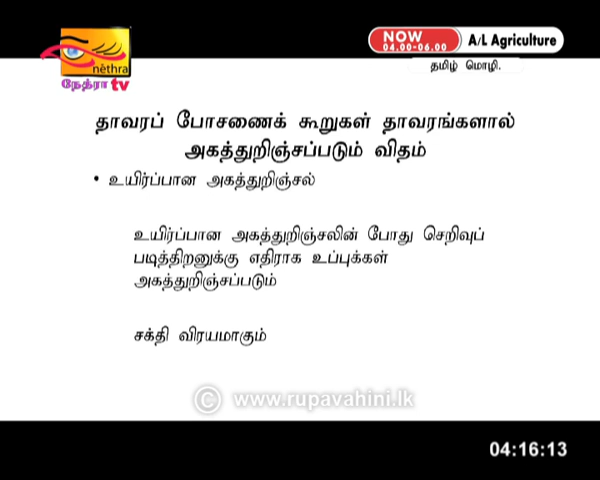 NOW
04.00-06.00
A/L Agriculture
தமிழ் மொழி.
nēthra
நேத்ரா tv
தாவரப் போசணைக் கூறுகள் தாவரங்களால்
அகத்துறிஞ்சப்படும் விதம்
• உயிர்ப்பான அகத்துறிஞ்சல்
உயிர்ப்பான அகத்துறிஞ்சலின் போது செறிவுப்
படித்திறனுக்கு எதிராக உப்புக்கள்
அகத்துறிஞ்சப்படும்
சக்தி விரயமாகும்
© www.rupavahini.lk
04:16:13